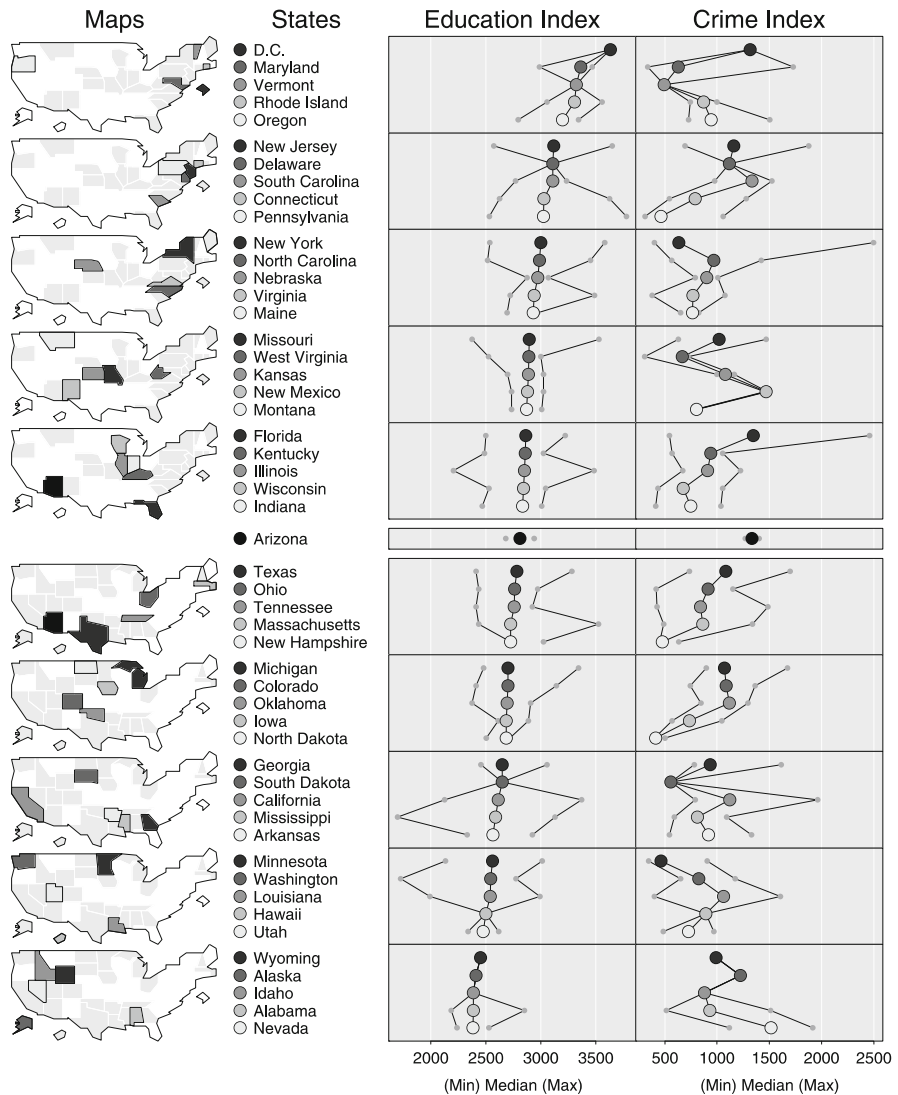 Maps States Education Index Crime Index
D.C.
Maryland
Vermont
Rhode Island
Oregon
New Jersey
Delaware
South Carolina
Connecticut
Pennsylvania
New York
North Carolina
Nebraska
Virginia
Maine
Missouri
West Virginia
Kansas
New Mexico
Montana
Florida
Kentucky
Illinois
Wisconsin
Indiana
Arizona
Texas
Ohio
Tennessee
Massachusetts
New Hampshire
Michigan
Colorado
Oklahoma
Iowa
North Dakota
Georgia
South Dakota
California
Mississippi
Arkansas
Minnesota
Washington
Louisiana
Hawaii
Utah
Wyoming
Alaska
Idaho
Alabama
Nevada
2000 2500 3000 3500 500 1000 1500 2000 2500
(Min) Median (Max) (Min) Median (Max)